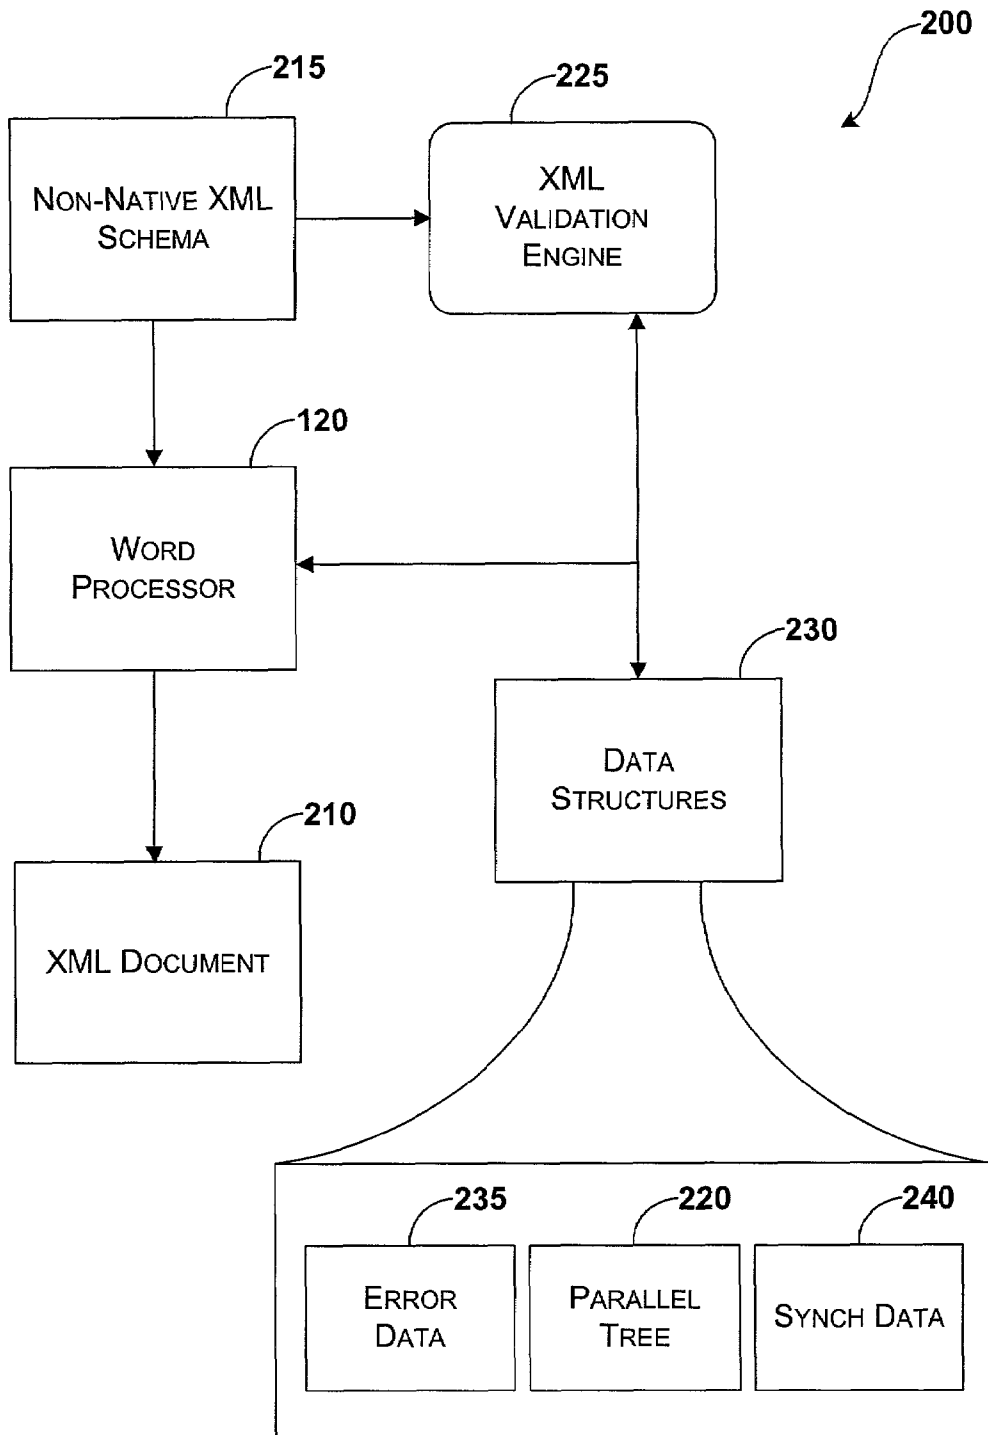 200
215
225
NON-NATIVE XML
SCHEMA
XML
VALIDATION
ENGINE
120
WORD
PROCESSOR
230
DATA
STRUCTURES
210
XML DOCUMENT
235
220
240
ERROR
DATA
PARALLEL
TREE
SYNCH DATA